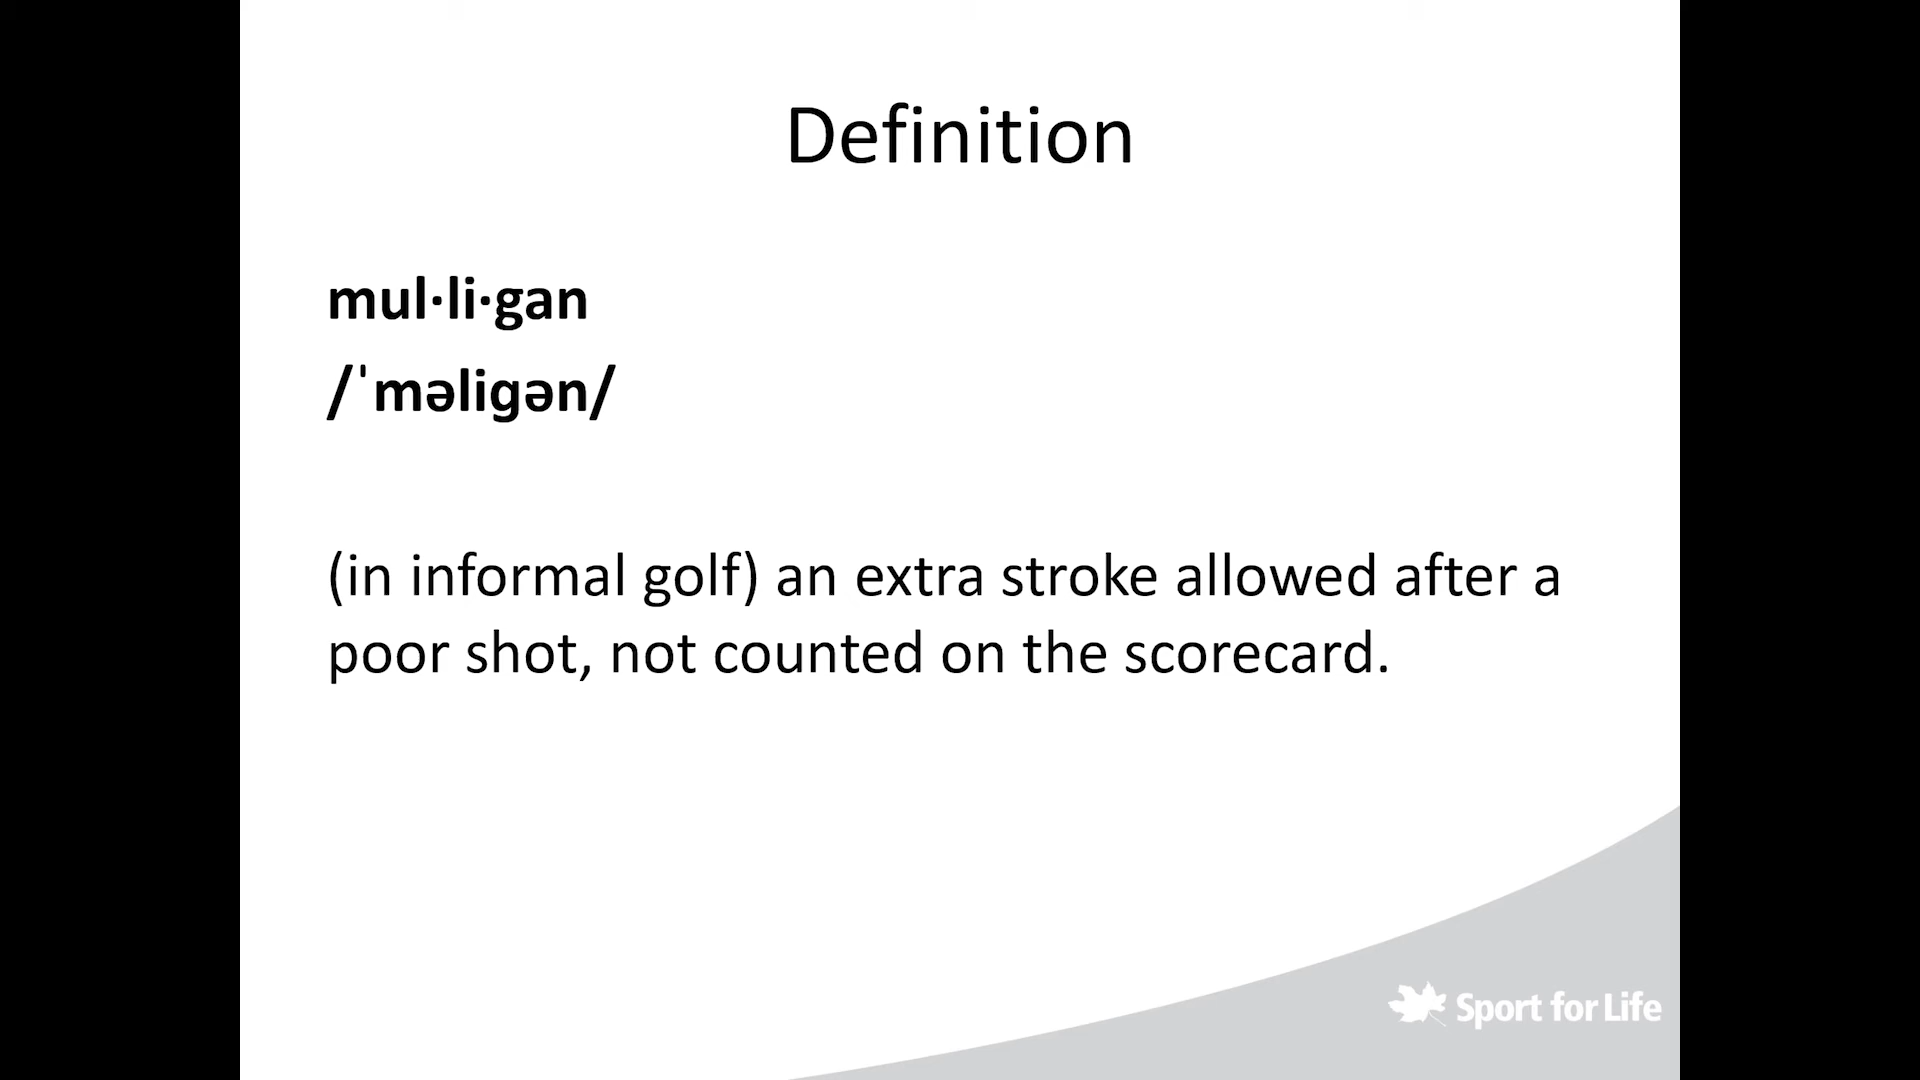 Definition
mul·li·gan
/ˈməligən/
(in informal golf) an extra stroke allowed after a
poor shot, not counted on the scorecard.
Sport for Life